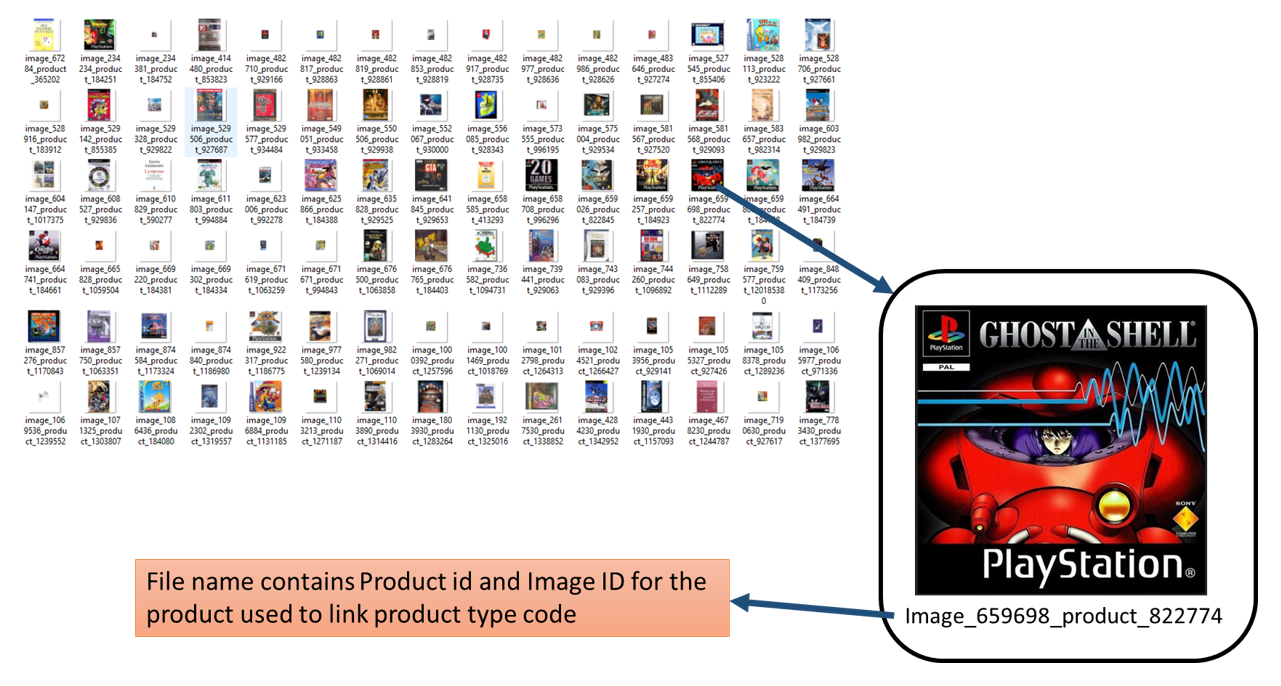 image_672 image_234 image_234 image_414 image_482 image_482 image_482 image_482 image_482 image_482 image_482 image_483 image_527 image_528 image_528
84_product 234_produc 381_produc 480_produc 710_produc 817_produc 819_produc 853_produc 917_produc 977_produc 986_produc 646_produc 545_produc 113_produc 706_produc
_365202 t_184251 t_184752 t_853823 t_929166 t_928863 t_928861 t_928819 t_928735 t_928636 t_928626 t_927274 t_855406 t_923222 t_927661
image_528 image_529 image_529 image_529 image_529 image_549 image_550 image_552 image_556 image_573 image_575 image_581 image_581 image_583 image_603
916_produc 142_produc 328_produc 506_produc 577_produc 051_produc 506_produc 067_produc 085_produc 555_produc 004_produc 567_produc 568_produc 657_produc 982_produc
t_183912 t_855385 t_929822 t_927687 t_934484 t_933458 t_929938 t_930000 t_928343 t_996195 t_929534 t_927520 t_929093 t_982314 t_929823
image_604 image_608 image_610 image_611 image_623 image_625 image_635 image_641 image_658 image_658 image_659 image_659 image_659 image_659 image_664
147_produc 527_produc 829_produc 803_produc 006_produc 866_produc 828_produc 845_produc 585_produc 708_produc 026_produc 257_produc 698_produc 491_produc
t_1017375 t_929836 t_590277 t_994884 t_992278 t_184388 t_929525 t_929653 t_413293 t_996296 t_822845 t_184923 t_822774 t_184739
image_664 image_665 image_669 image_669 image_671 image_671 image_676 image_676 image_736 image_739 image_743 image_744 image_758 image_759 image_848
741_produc 828_produc 220_produc 302_produc 619_produc 671_produc 500_produc 765_produc 582_produc 441_produc 083_produc 260_produc 649_produc 577_produc 409_produc
t_184661 t_1059504 t_184381 t_184334 t_1063259 t_994843 t_1063858 t_184403 t_1094731 t_929063 t_929396 t_1096892 t_1112289 t_12018538 t_1173256
0
image_857 image_857 image_874 image_874 image_922 image_977 image_982 image_100 image_100 image_101 image_102 image_105 image_105 image_105 image_106
276_produc 750_produc 584_produc 840_produc 317_produc 580_produc 271_produc 0392_produ 1469_produ 2798_produ 4521_produ 3956_produ 5327_produ 8378_produ 5977_produ
t_1170843 t_1063351 t_1173324 t_1186980 t_1186775 t_1239134 t_1069014 ct_1257596 ct_1018769 ct_1264313 ct_1266427 ct_929141 ct_927426 ct_1289236 ct_971336
image_106 image_107 image_108 image_109 image_109 image_110 image_110 image_180 image_192 image_261 image_428 image_443 image_467 image_719 image_778
9536_produ 1325_produ 6436_produ 2302_produ 6884_produ 3213_produ 3890_produ 3930_produ 1130_produ 7530_produ 4230_produ 1930_produ 8230_produ 0630_produ 3430_produ
ct_1239552 ct_1303807 ct_184080 ct_1319557 ct_1131185 ct_1271187 ct_1314416 ct_1283264 ct_1325016 ct_1338852 ct_1342952 ct_1157093 ct_1244787 ct_927617 ct_1377695
PlayStation
PAL
GHOST IN THE SHELL®
SONY
PlayStation®
Image_659698_product_822774
File name contains Product id and Image ID for the
product used to link product type code